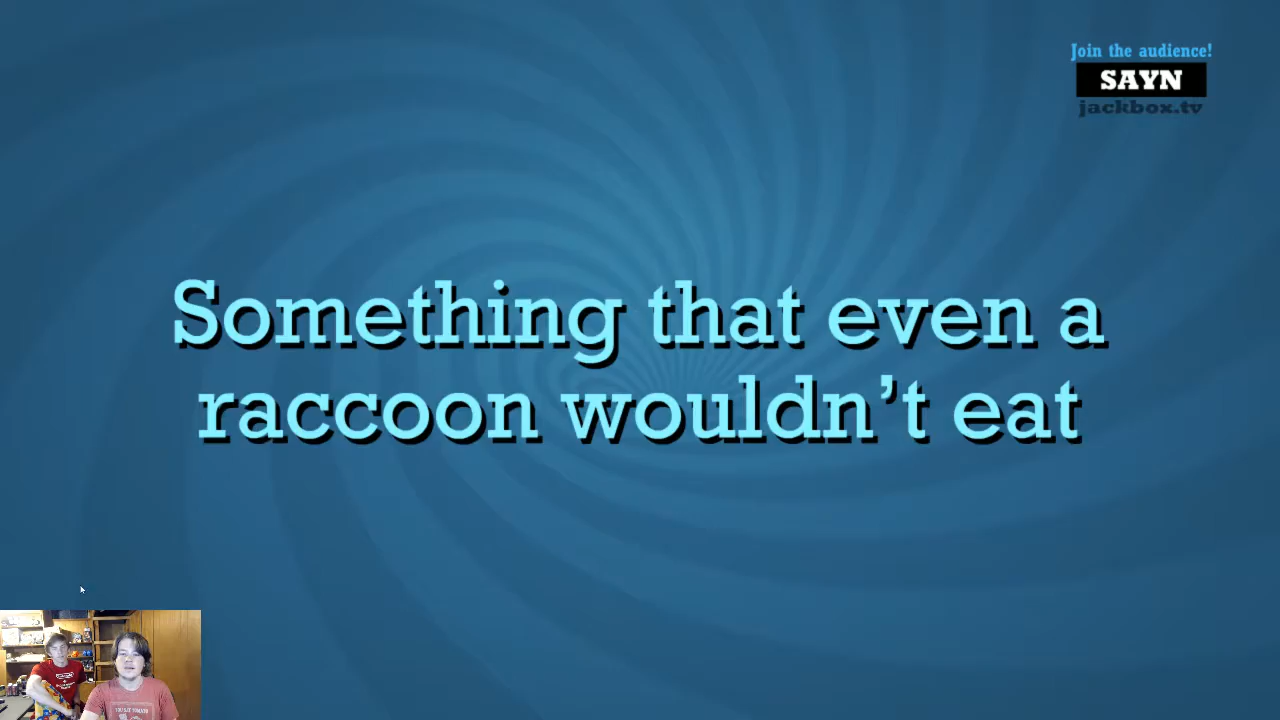 Join the audience!
SAYN
jackbox.tv
Something that even a
raccoon wouldn't eat